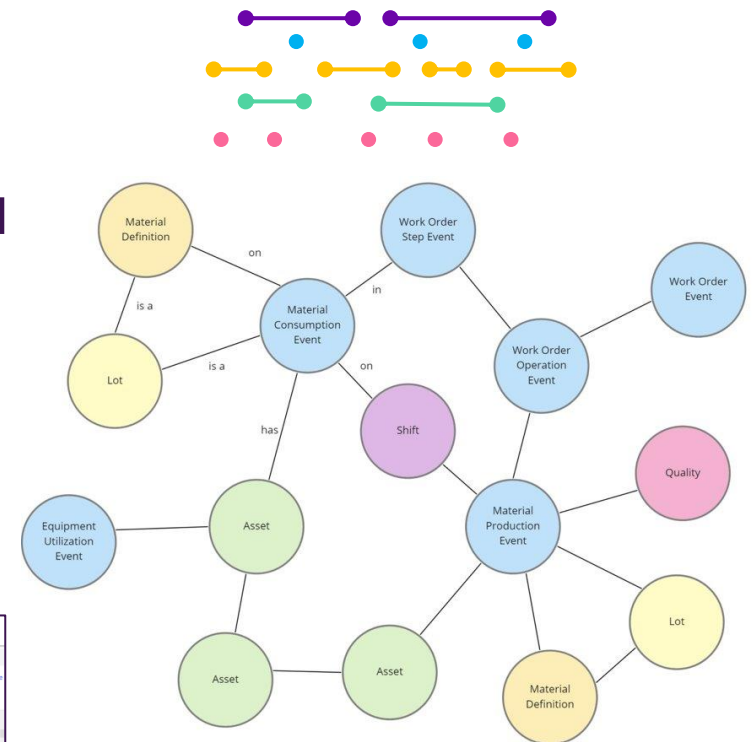 Material
Definition
on
Work Order
Step Event
Work Order
Event
in
is a
Material
Consumption
Event
Work Order
Operation
Event
Lot
is a
on
has
Shift
Quality
Equipment
Utilization
Event
Asset
Material
Production
Event
Lot
Asset
Asset
Material
Definition